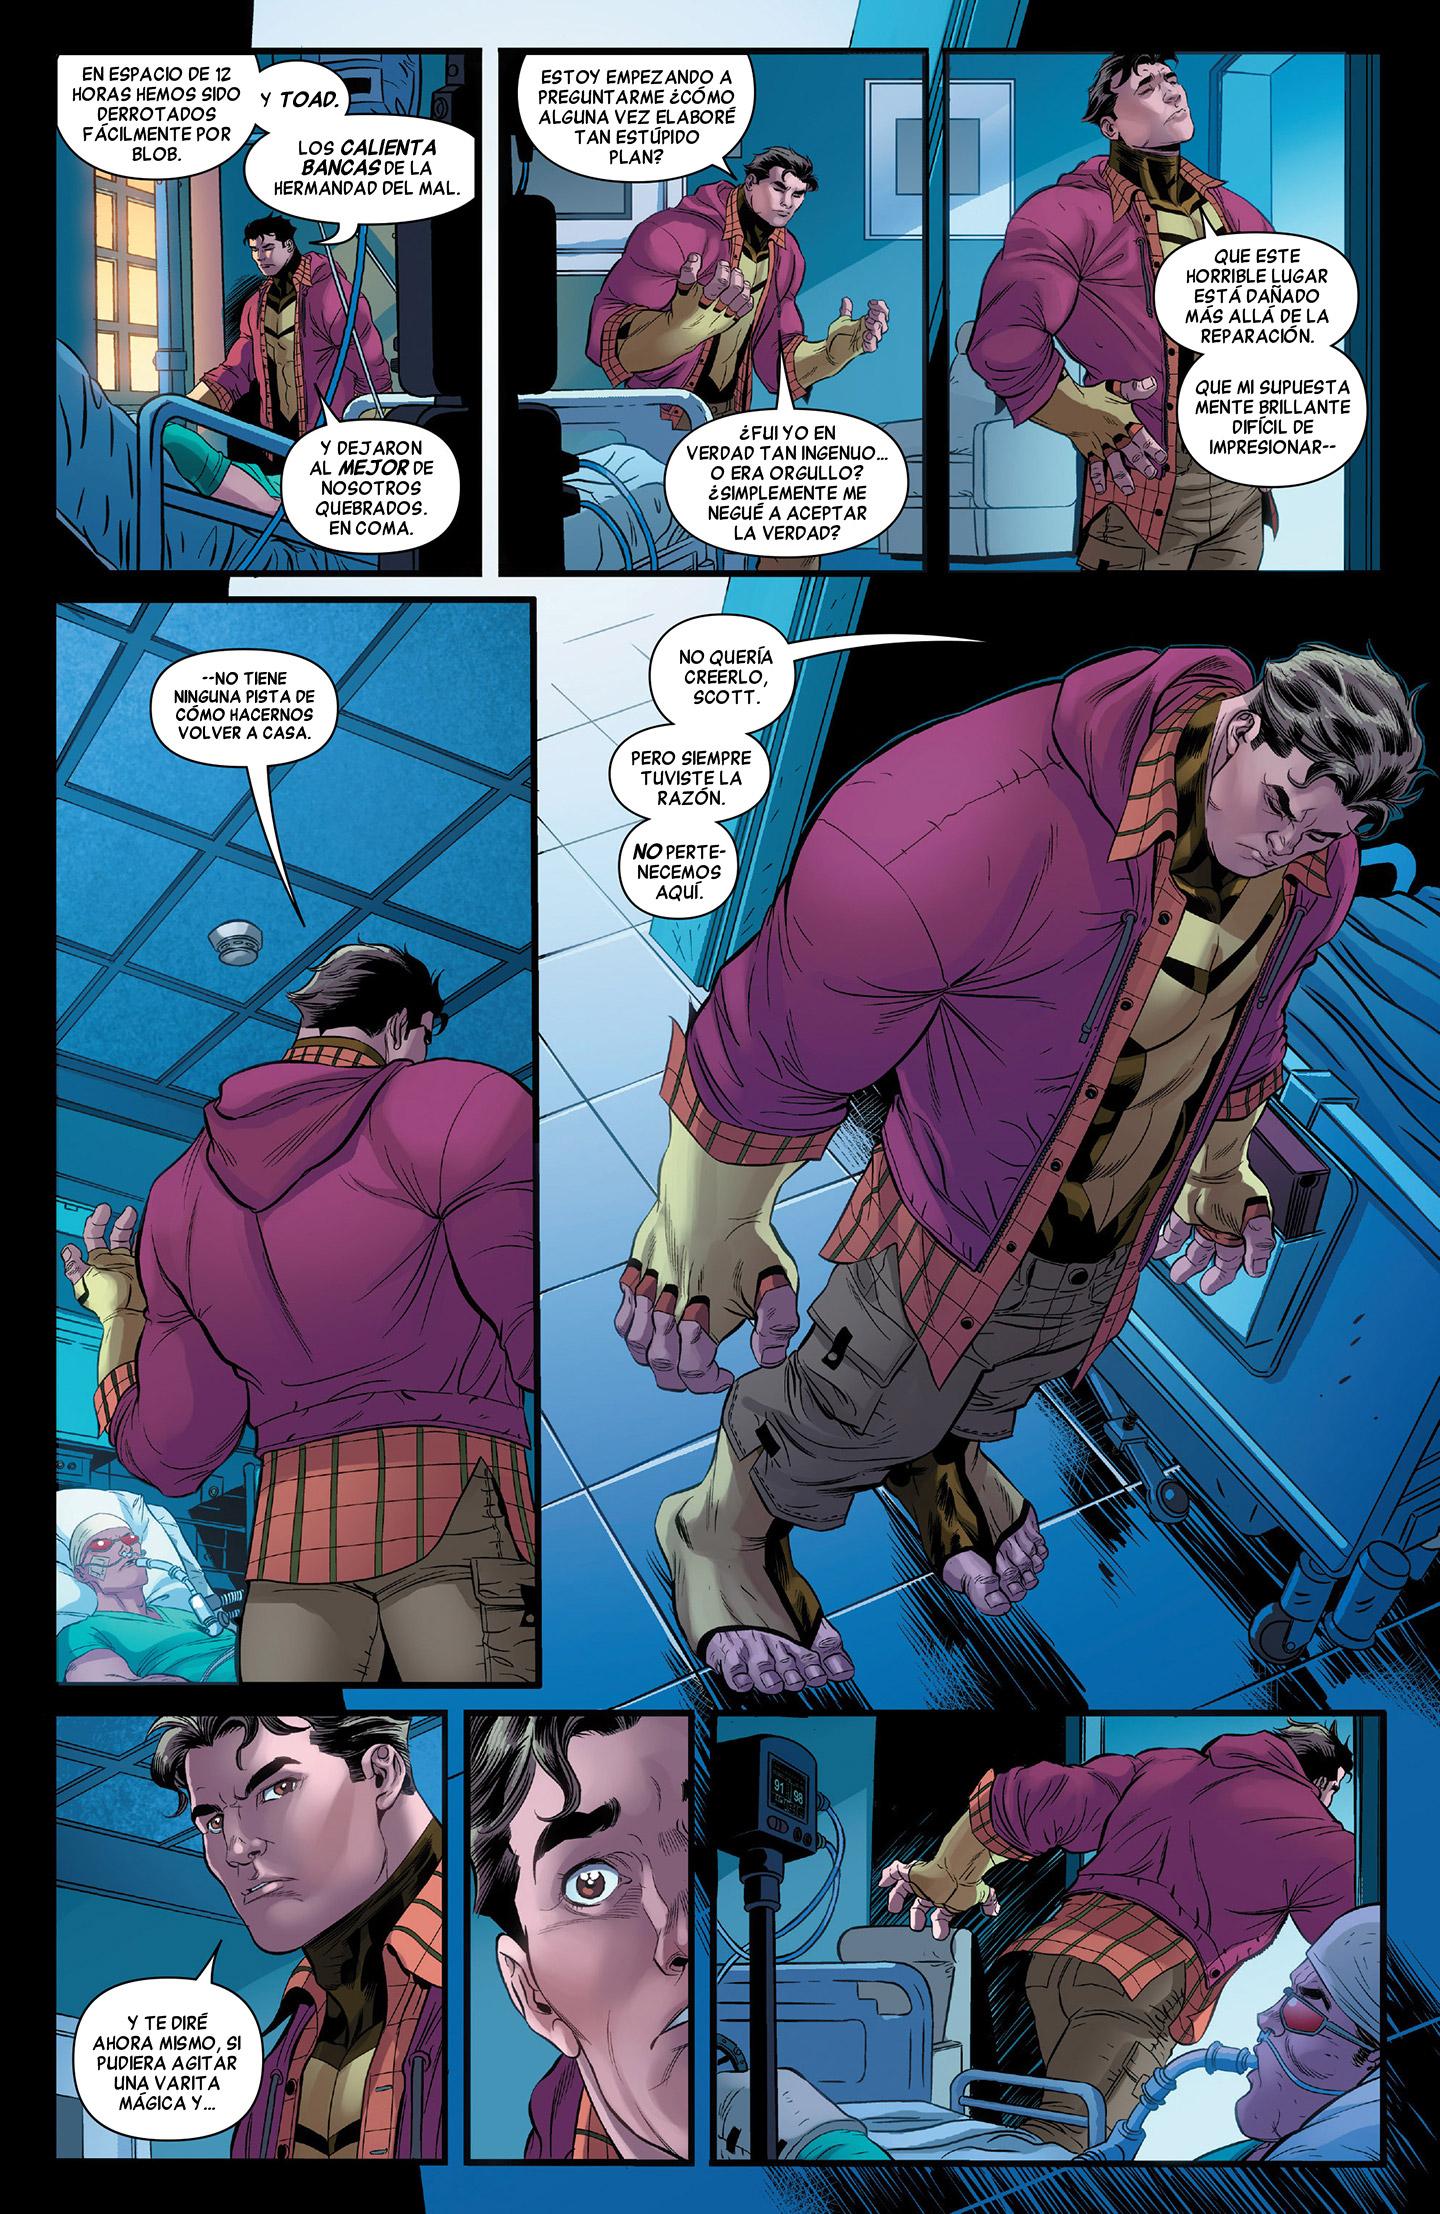 EN ESPACIO DE 12
HORAS HEMOS SIDO
DERROTADOS
FÁCILMENTE POR
BLOB.
Y TOAD.
LOS CALIENTA
BANCAS DE LA
HERMANDAD DEL MAL.
Y DEJARON
AL MEJOR DE
NOSOTROS
QUEBRADOS.
EN COMA.
ESTOY EMPEZANDO A
PREGUNTARME ¿CÓMO
ALGUNA VEZ ELABORÉ
TAN ESTÚPIDO
PLAN?
¿FUI YO EN
VERDAD TAN INGENUO...
O ERA ORGULLO?
¿SIMPLEMENTE ME
NEGUÉ A ACEPTAR
LA VERDAD?
QUE ESTE
HORRIBLE LUGAR
ESTÁ DAÑADO
MÁS ALLÁ DE LA
REPARACIÓN.
QUE MI SUPUESTA
MENTE BRILLANTE
DIFÍCIL DE
IMPRESIONAR--
--NO TIENE
NINGUNA PISTA DE
CÓMO HACERNOS
VOLVER A CASA.
NO QUERÍA
CREERLO,
SCOTT.
PERO SIEMPRE
TUVISTE LA
RAZÓN.
NO PERTE-
NECEMOS
AQUÍ.
Y TE DIRÉ
AHORA MISMO, SI
PUDIERA AGITAR
UNA VARITA
MÁGICA Y...
91 98